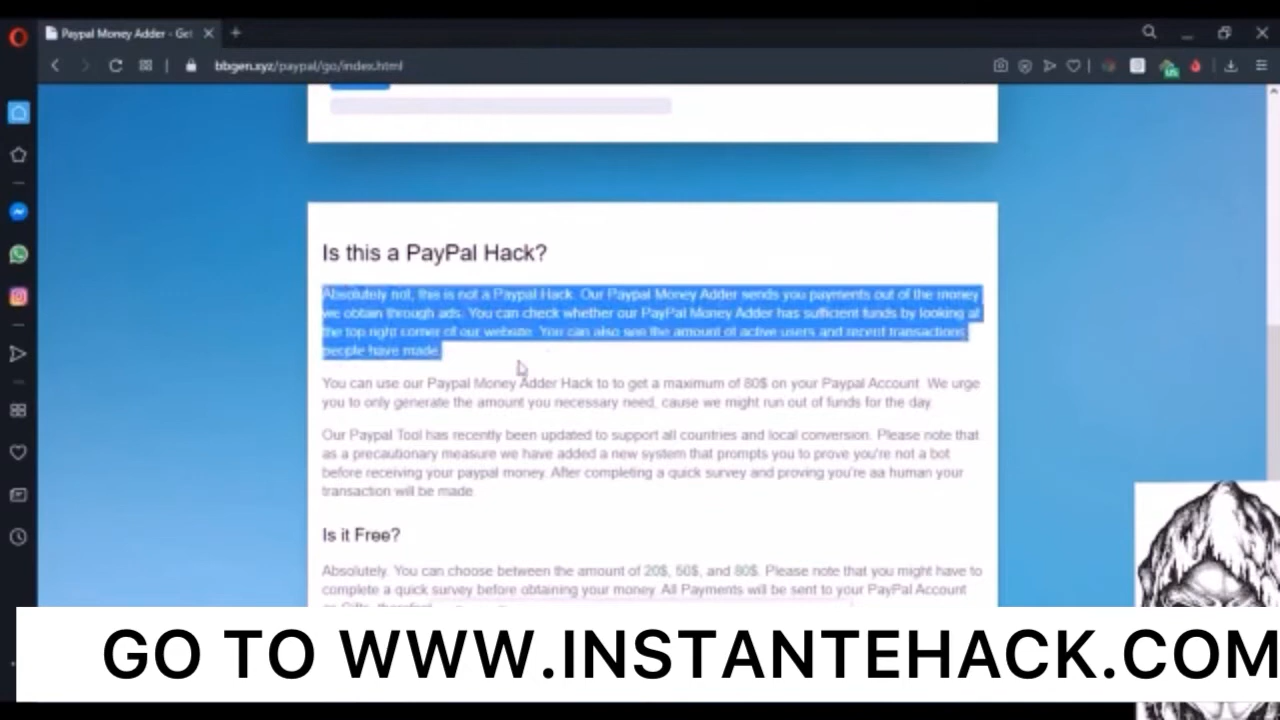 Paypal Money Adder - Get
bbgen.xyz/paypal/go/index.html
Is this a PayPal Hack?
Absolutely not, this is not a Paypal Hack. Our Paypal Money Adder sends you payments out of the money
we obtain through ads. You can check whether our PayPal Money Adder has sufficient funds by looking at
the top right corner of our website. You can also see the amount of active users and recent transactions
people have made.
You can use our Paypal Money Adder Hack to to get a maximum of 80$ on your Paypal Account. We urge
you to only generate the amount you necessary need, cause we might run out of funds for the day.
Our Paypal Tool has recently been updated to support all countries and local conversion. Please note that
as a precautionary measure we have added a new system that prompts you to prove you're not a bot
before receiving your paypal money. After completing a quick survey and proving you're aa human your
transaction will be made.
Is it Free?
Absolutely. You can choose between the amount of 20$, 50$, and 80$. Please note that you might have to
complete a quick survey before obtaining your money. All Payments will be sent to your PayPal Account
GO TO WWW.INSTANTEHACK.COM